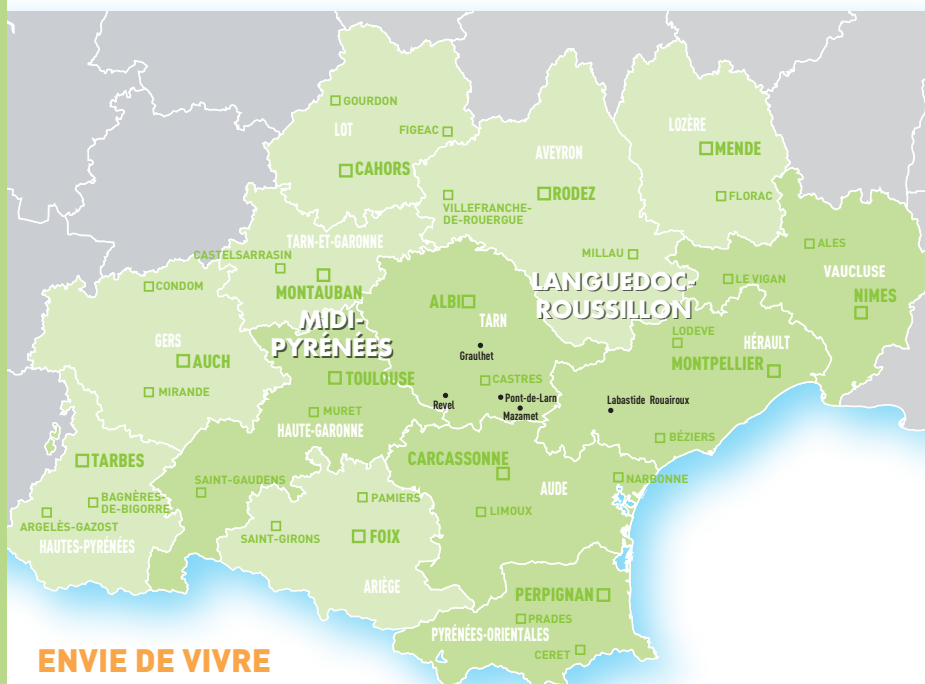 GOURDON
LOT
FIGEAC
CAHORS
LOZÈRE
MENDE
AVEYRON
FLORAC
RODEZ
VILLEFRANCHE-
DE-ROUERGUE
TARN-ET-GARONNE
CASTELSARRASIN
MILLAU
ALES
VAUCLUSE
LE VIGAN
NIMES
CONDOM
MONTAUBAN
ALBI
LANGUEDOC-
ROUSSILLON
TARN
MIDI-
PYRÉNÉES
GERS
AUCH
Graulhet
LODEVE
HÉRAULT
MONTPELLIER
TOULOUSE
CASTRES
MIRANDE
Revel
Pont-de-Larn
Mazamet
Labastide Rouairoux
MURET
HAUTE-GARONNE
BÉZIERS
TARBES
CARCASSONNE
SAINT-GAUDENS
AUDE
NARBONNE
BAGNÈRES-
DE-BIGORRE
PAMIERS
LIMOUX
ARGELÈS-GAZOST
SAINT-GIRONS
FOIX
HAUTES-PYRÉNÉES
ARIÈGE
PERPIGNAN
PRADES
PYRÉNÉES-ORIENTALES
CERET
ENVIE DE VIVRE